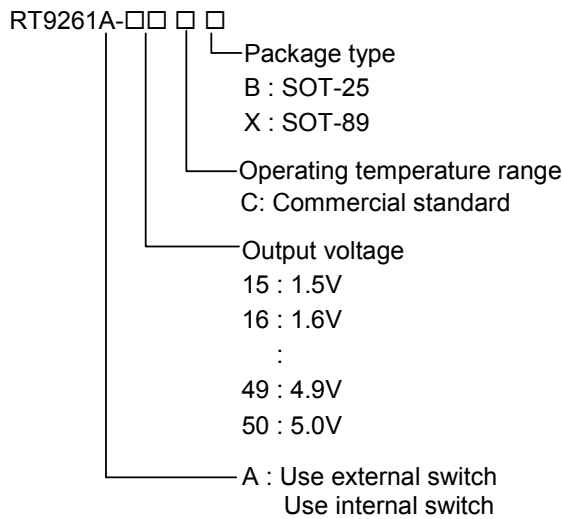 RT9261A-□□ □ □
Package type
B : SOT-25
X : SOT-89
Operating temperature range
C: Commercial standard
Output voltage
15 : 1.5V
16 : 1.6V
:
49 : 4.9V
50 : 5.0V
A : Use external switch
Use internal switch